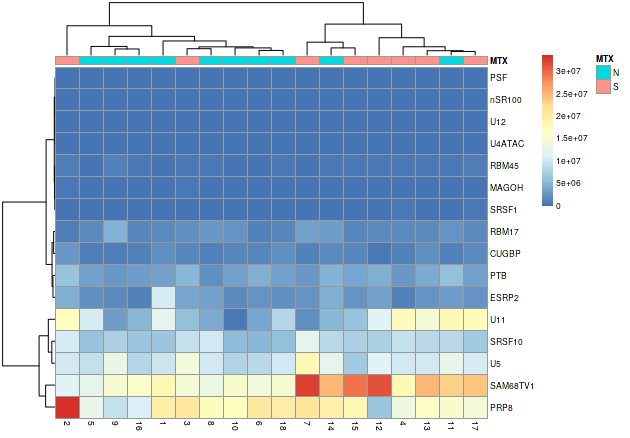 MTX
PSF
nSR100
U12
U4ATAC
RBM45
MAGOH
SRSF1
RBM17
CUGBP
PTB
ESRP2
U11
SRSF10
U5
SAM68TV1
PRP8
2 5 9 16 1 3 8 10 6 18 7 14 15 12 4 13 11 17
3e+07
2.5e+07
2e+07
1.5e+07
1e+07
5e+06
0
MTX
N
S